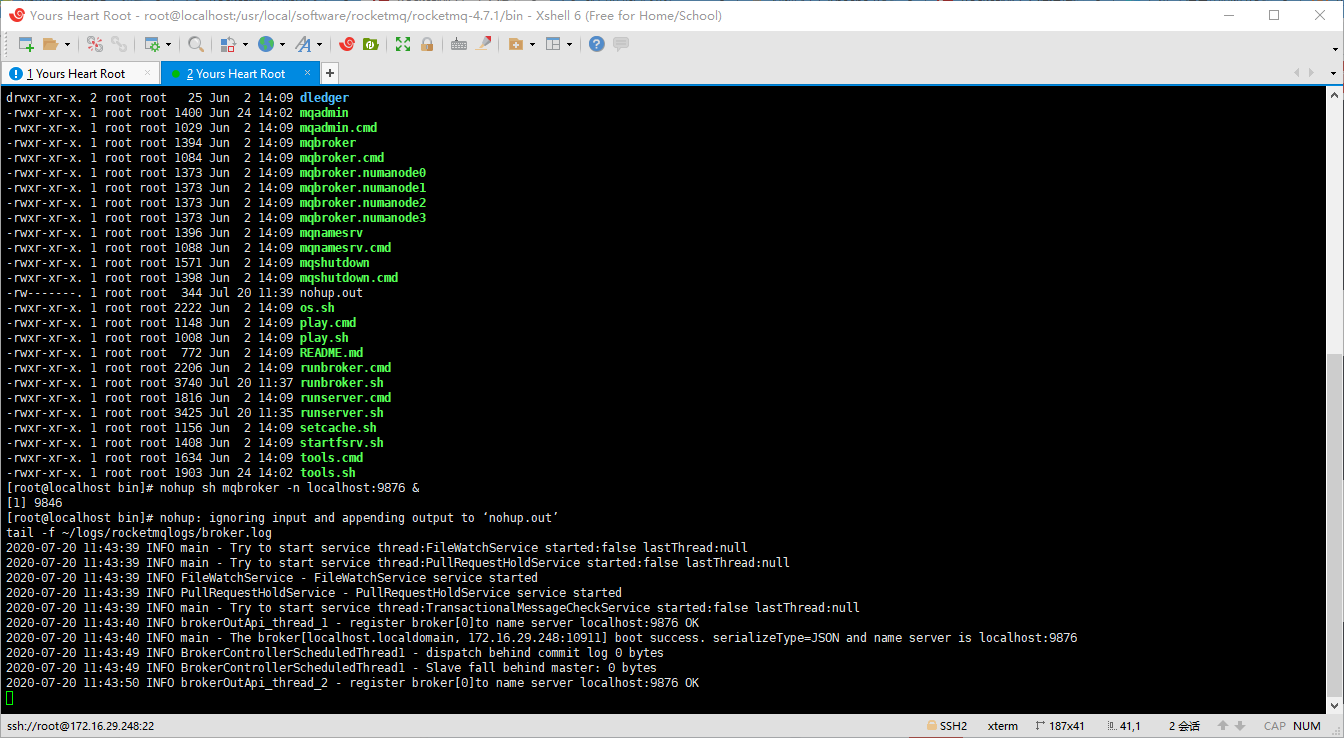 Yours Heart Root - root@localhost:/usr/local/software/rocketmq/rocketmq-4.7.1/bin - Xshell 6 (Free for Home/School)
1 Yours Heart Root × 2 Yours Heart Root × +
drwxr-xr-x. 2 root root   25 Jun  2 14:09 dledger
-rwxr-xr-x. 1 root root 1400 Jun 24 14:02 mqadmin
-rwxr-xr-x. 1 root root 1029 Jun  2 14:09 mqadmin.cmd
-rwxr-xr-x. 1 root root 1394 Jun  2 14:09 mqbroker
-rwxr-xr-x. 1 root root 1084 Jun  2 14:09 mqbroker.cmd
-rwxr-xr-x. 1 root root 1373 Jun  2 14:09 mqbroker.numanode0
-rwxr-xr-x. 1 root root 1373 Jun  2 14:09 mqbroker.numanode1
-rwxr-xr-x. 1 root root 1373 Jun  2 14:09 mqbroker.numanode2
-rwxr-xr-x. 1 root root 1373 Jun  2 14:09 mqbroker.numanode3
-rwxr-xr-x. 1 root root 1396 Jun  2 14:09 mqnamesrv
-rwxr-xr-x. 1 root root 1088 Jun  2 14:09 mqnamesrv.cmd
-rwxr-xr-x. 1 root root 1571 Jun  2 14:09 mqshutdown
-rwxr-xr-x. 1 root root 1398 Jun  2 14:09 mqshutdown.cmd
-rw-------. 1 root root  344 Jul 20 11:39 nohup.out
-rwxr-xr-x. 1 root root 2222 Jun  2 14:09 os.sh
-rwxr-xr-x. 1 root root 1148 Jun  2 14:09 play.cmd
-rwxr-xr-x. 1 root root 1008 Jun  2 14:09 play.sh
-rwxr-xr-x. 1 root root  772 Jun  2 14:09 README.md
-rwxr-xr-x. 1 root root 2206 Jun  2 14:09 runbroker.cmd
-rwxr-xr-x. 1 root root 3740 Jul 20 11:37 runbroker.sh
-rwxr-xr-x. 1 root root 1816 Jun  2 14:09 runserver.cmd
-rwxr-xr-x. 1 root root 3425 Jul 20 11:35 runserver.sh
-rwxr-xr-x. 1 root root 1156 Jun  2 14:09 setcache.sh
-rwxr-xr-x. 1 root root 1408 Jun  2 14:09 startfsrv.sh
-rwxr-xr-x. 1 root root 1634 Jun  2 14:09 tools.cmd
-rwxr-xr-x. 1 root root 1903 Jun 24 14:02 tools.sh
[root@localhost bin]# nohup sh mqbroker -n localhost:9876 &
[1] 9846
[root@localhost bin]# nohup: ignoring input and appending output to ‘nohup.out’
tail -f ~/logs/rocketmqlogs/broker.log
2020-07-20 11:43:39 INFO main - Try to start service thread:FileWatchService started:false lastThread:null
2020-07-20 11:43:39 INFO main - Try to start service thread:PullRequestHoldService started:false lastThread:null
2020-07-20 11:43:39 INFO FileWatchService - FileWatchService service started
2020-07-20 11:43:39 INFO PullRequestHoldService - PullRequestHoldService service started
2020-07-20 11:43:39 INFO main - Try to start service thread:TransactionalMessageCheckService started:false lastThread:null
2020-07-20 11:43:40 INFO brokerOutApi_thread_1 - register broker[0]to name server localhost:9876 OK
2020-07-20 11:43:40 INFO main - The broker[localhost.localdomain, 172.16.29.248:10911] boot success. serializeType=JSON and name server is localhost:9876
2020-07-20 11:43:49 INFO BrokerControllerScheduledThread1 - dispatch behind commit log 0 bytes
2020-07-20 11:43:49 INFO BrokerControllerScheduledThread1 - Slave fall behind master: 0 bytes
2020-07-20 11:43:50 INFO brokerOutApi_thread_2 - register broker[0]to name server localhost:9876 OK
ssh://root@172.16.29.248:22 SSH2 xterm 187x41 41,1 2 会话 CAP NUM